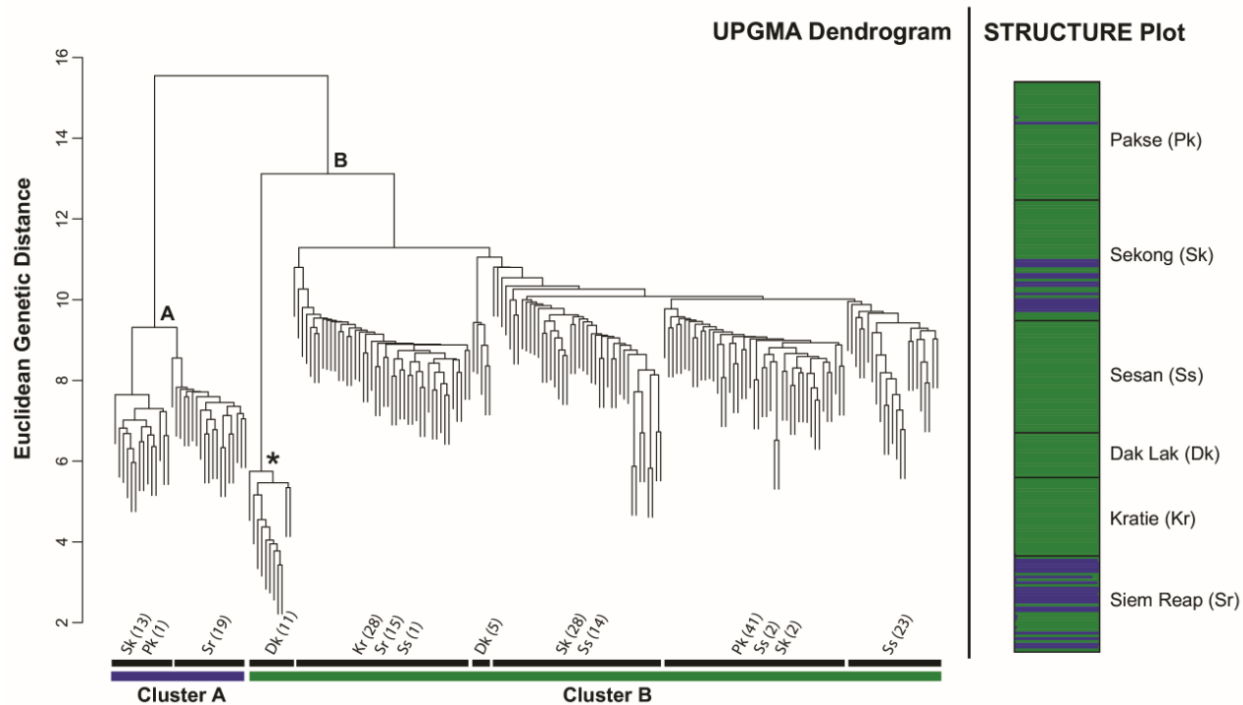 UPGMA Dendrogram
STRUCTURE Plot
Euclidean Genetic Distance
16
14
12
10
8
6
4
2
B
A
*
Sk (13)
Pk (1)
Sr (19)
Dk (11)
Kr (28)
Sr (15)
Ss (1)
Dk (5)
Sk (28)
Ss (14)
Pk (41)
Ss (2)
Sk (2)
Ss (23)
Cluster A
Cluster B
Pakse (Pk)
Sekong (Sk)
Sesan (Ss)
Dak Lak (Dk)
Kratie (Kr)
Siem Reap (Sr)